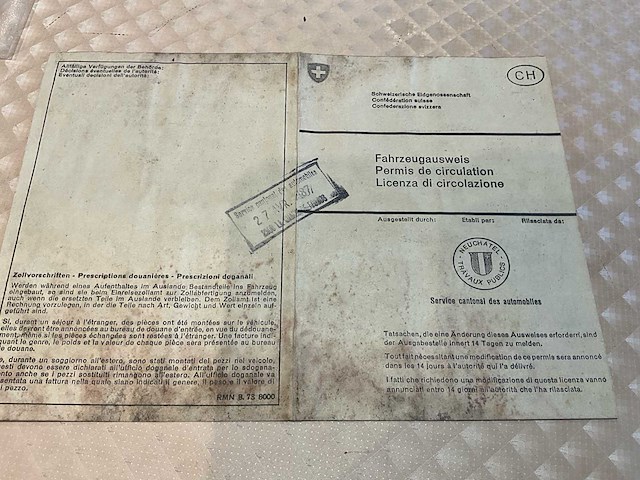 Allfällige Verfügungen der Behörde:
Décisions éventuelles de l'autorité:
Eventuali decisioni dell'autorità:
Service cantonal des automobiles
Zollvorschriften - Prescriptions douanières - Prescrizioni doganali
Werden während eines Aufenthaltes im Auslande Bestandteile ins Fahrzeug
eingebaut, so sind sie beim Einreisezollamt zur Zollabfertigung anzumelden,
auch wenn die ersetzten Teile im Auslande verbleiben. Dem Zollamt ist eine
Rechnung vorzulegen, in der die Teile nach Art, Gewicht und Wert einzeln auf-
geführt sind.
Si, durant un séjour à l'étranger, des pièces ont été montées sur le véhicule,
elles devront être annoncées au bureau de douane d'entrée, en vue du dédouane-
ment, même si les pièces échangées sont restées à l'étranger. Une facture indi-
quant le genre, le poids et la valeur de chaque pièce sera présentée au bureau
de douane.
durante un soggiorno all'estero, sono stati montati dei pezzi nel veicolo,
questi devono essere dichiarati all'ufficio doganale d'entrata per lo sdogana-
mento anche se i pezzi sostituiti rimangono all'estero. All'ufficio doganale va
presentata una fattura nella quale siano indicati il genere, il peso e il valore di
pezzo.
RMN B. 73 8000
CH
Schweizerische Eidgenossenschaft
Confédération suisse
Confederazione svizzera
Fahrzeugausweis
Permis de circulation
Licenza di circolazione
Ausgestellt durch: Etabli par: Rilasciata da:
NEUCHATEL
TRAVAUX PUBLICS
Service cantonal des automobiles
Tatsachen, die eine Änderung dieses Ausweises erfordern, sind
der Ausgabestelle innert 14 Tagen zu melden.
Tout fait nécessitant une modification de ce permis sera annoncé
dans les 14 jours à l'autorité qui l'a délivré.
I fatti che richiedono una modificazione di questa licenza vanno
annunciati entro 14 giorni all'autorità che l'ha rilasciata.